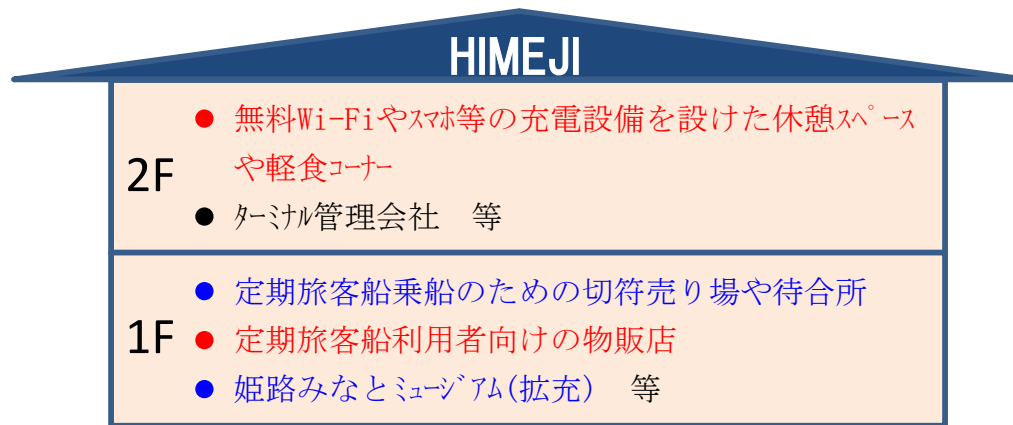 HIMEJI
2F
● 無料Wi-Fiやｽﾏﾎ等の充電設備を設けた休憩ｽﾍﾟｰｽ
や軽食ｺｰﾅｰ
● ﾀｰﾐﾅﾙ管理会社　等
1F
● 定期旅客船乗船のための切符売り場や待合所
● 定期旅客船利用者向けの物販店
● 姫路みなとﾐｭｰｼﾞｱﾑ(拡充)　等